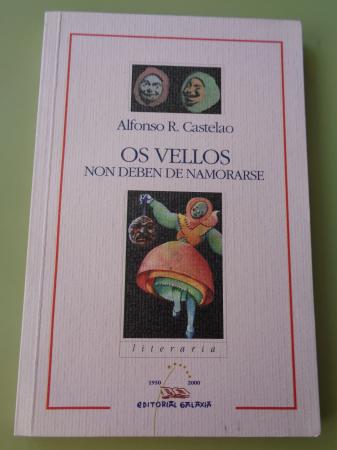 Alfonso R. Castelao
OS VELLOS
NON DEBEN DE NAMORARSE
literaria
1950 2000
EDITORIAL GALAXIA